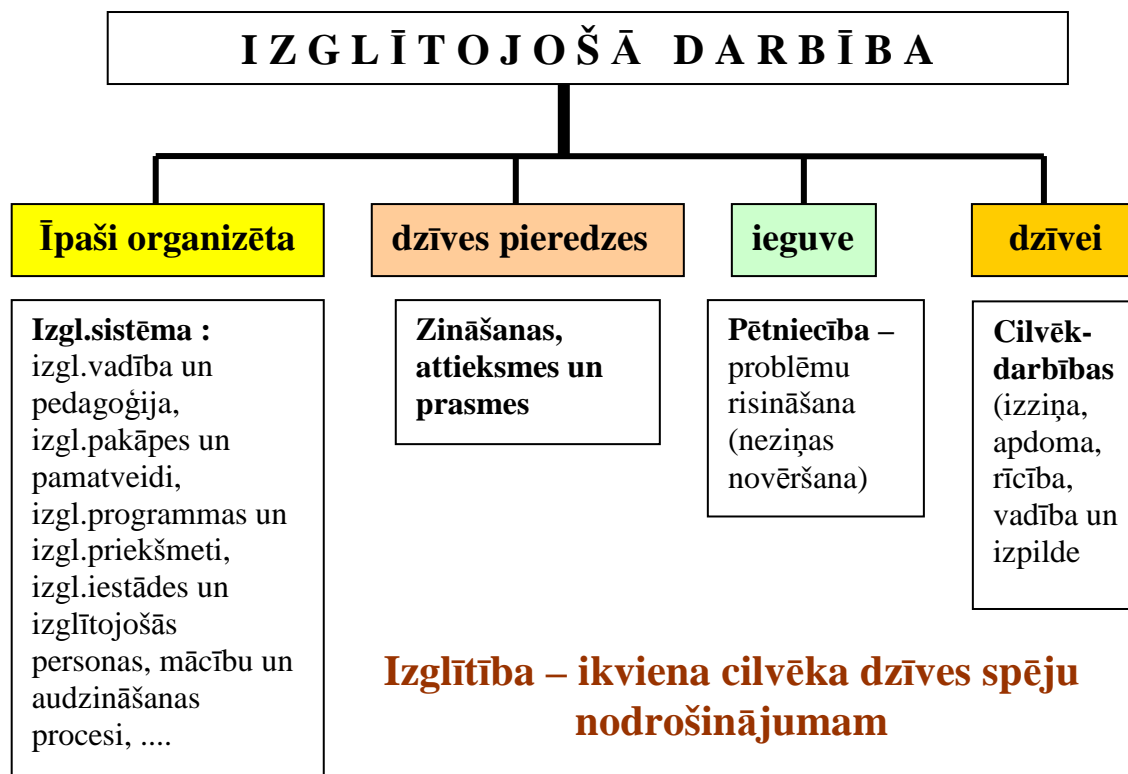 IZGLĪTOJOŠĀ DARBĪBA
Īpaši organizēta
dzīves pieredzes
ieguve
dzīvei
Izgl.sistēma :
izgl.vadība un
pedagoģija,
izgl.pakāpes un
pamatveidi,
izgl.programmas un
izgl.priekšmeti,
izgl.iestādes un
izglītojošās
personas, mācību un
audzināšanas
procesi, ....
Zināšanas,
attieksmes un
prasmes
Pētniecība –
problēmu
risināšana
(neziņas
novēršana)
Cilvēk-
darbības
(izziņa,
apdoma,
rīcība,
vadība un
izpilde
Izglītība – ikviena cilvēka dzīves spēju
nodrošinājumam